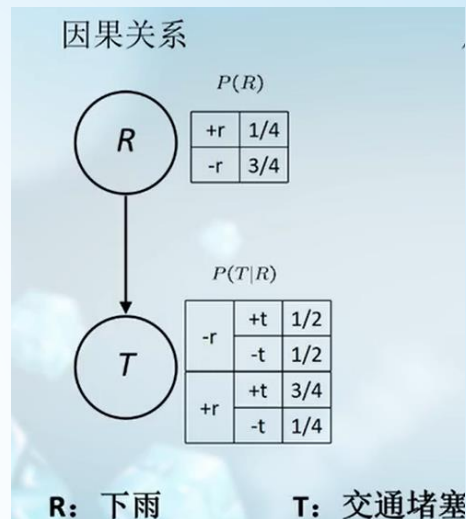 因果关系
P(R)
R
+r 1/4
-r 3/4
P(T|R)
-r +t 1/2
-t 1/2
T
+r +t 3/4
-t 1/4
R: 下雨 T: 交通堵塞